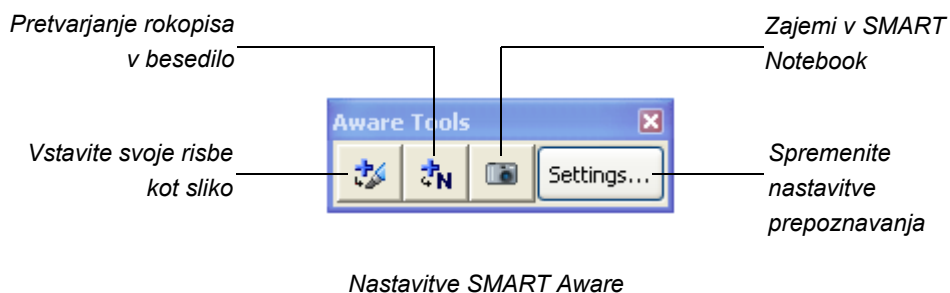 Pretvarjanje rokopisa
v besedilo
Zajemi v SMART
Notebook
Aware Tools
Vstavite svoje risbe
kot sliko
N
Settings...
Spremenite
nastavitve
prepoznavanja
Nastavitve SMART Aware